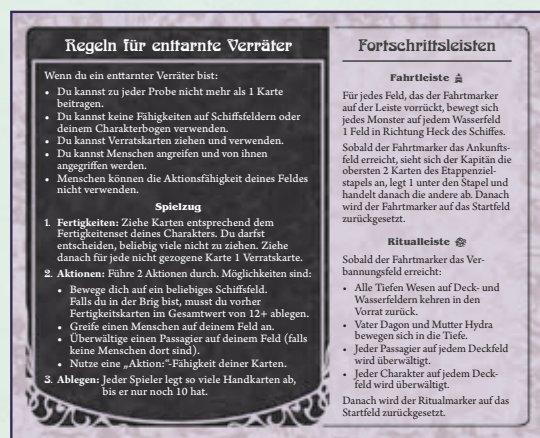 Regeln für enttarnte Verräter
Wenn du ein enttarnter Verräter bist:
• Du kannst zu jeder Probe nicht mehr als 1 Karte
beitragen.
• Du kannst keine Fähigkeiten auf Schiffsfeldern oder
deinem Charakterbogen verwenden.
• Du kannst Verratskarten ziehen und verwenden.
• Du kannst Menschen angreifen und von ihnen
angegriffen werden.
• Menschen können die Aktionsfähigkeit deines Feldes
nicht verwenden.
Spielzug
1. Fertigkeiten: Ziehe Karten entsprechend dem
Fertigkeitenset deines Charakters. Du darfst
entscheiden, beliebig viele nicht zu ziehen. Ziehe
danach für jede nicht gezogene Karte 1 Verratskarte.
2. Aktionen: Führe 2 Aktionen durch. Möglichkeiten sind:
• Bewege dich auf ein beliebiges Schiffsfeld.
Falls du in der Brig bist, musst du vorher
Fertigkeitskarten im Gesamtwert von 12+ ablegen.
• Greife einen Menschen auf deinem Feld an.
• Überwältige einen Passagier auf deinem Feld (falls
keine Menschen dort sind).
• Nutze eine „Aktion:“-Fähigkeit deiner Karten.
3. Ablegen: Jeder Spieler legt so viele Handkarten ab,
bis er nur noch 10 hat.
Fortschrittsleisten
Fahrtleiste
Für jedes Feld, das der Fahrtmarker
auf der Leiste vorrückt, bewegt sich
jedes Monster auf jedem Wasserfeld
1 Feld in Richtung Heck des Schiffes.
Sobald der Fahrtmarker das Ankunfts-
feld erreicht, sieht sich der Kapitän die
obersten 2 Karten des Etappenziel-
stapels an, legt 1 unter den Stapel und
handelt danach die andere ab. Danach
wird der Fahrtmarker auf das Startfeld
zurückgesetzt.
Ritualleiste
Sobald der Fahrtmarker das Ver-
bannungsfeld erreicht:
• Alle Tiefen Wesen auf Deck- und
Wasserfeldern kehren in den
Vorrat zurück.
• Vater Dagon und Mutter Hydra
bewegen sich in die Tiefe.
• Jeder Passagier auf jedem Deckfeld
wird überwältigt.
• Jeder Charakter auf jedem Deck-
feld wird überwältigt.
Danach wird der Ritualmarker auf das
Startfeld zurückgesetzt.